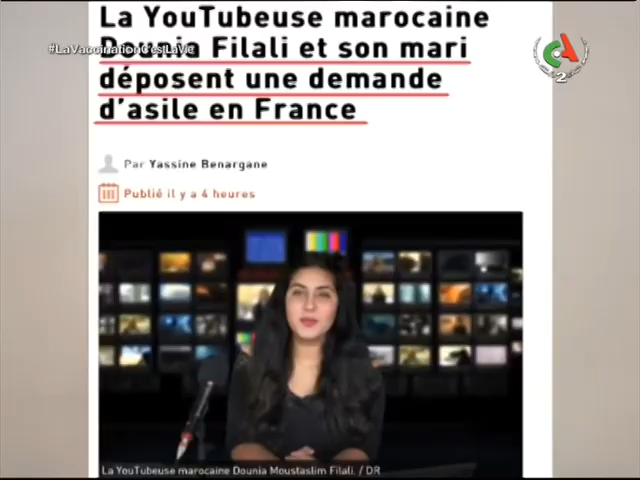 La YouTubeuse marocaine
#LaVaccinationC'estLaVie
Dounia Filali et son mari
déposent une demande
d'asile en France
Par Yassine Benargane
Publié il y a 4 heures
La YouTubeuse marocaine Dounia Moustaslim Filali. / DR
2